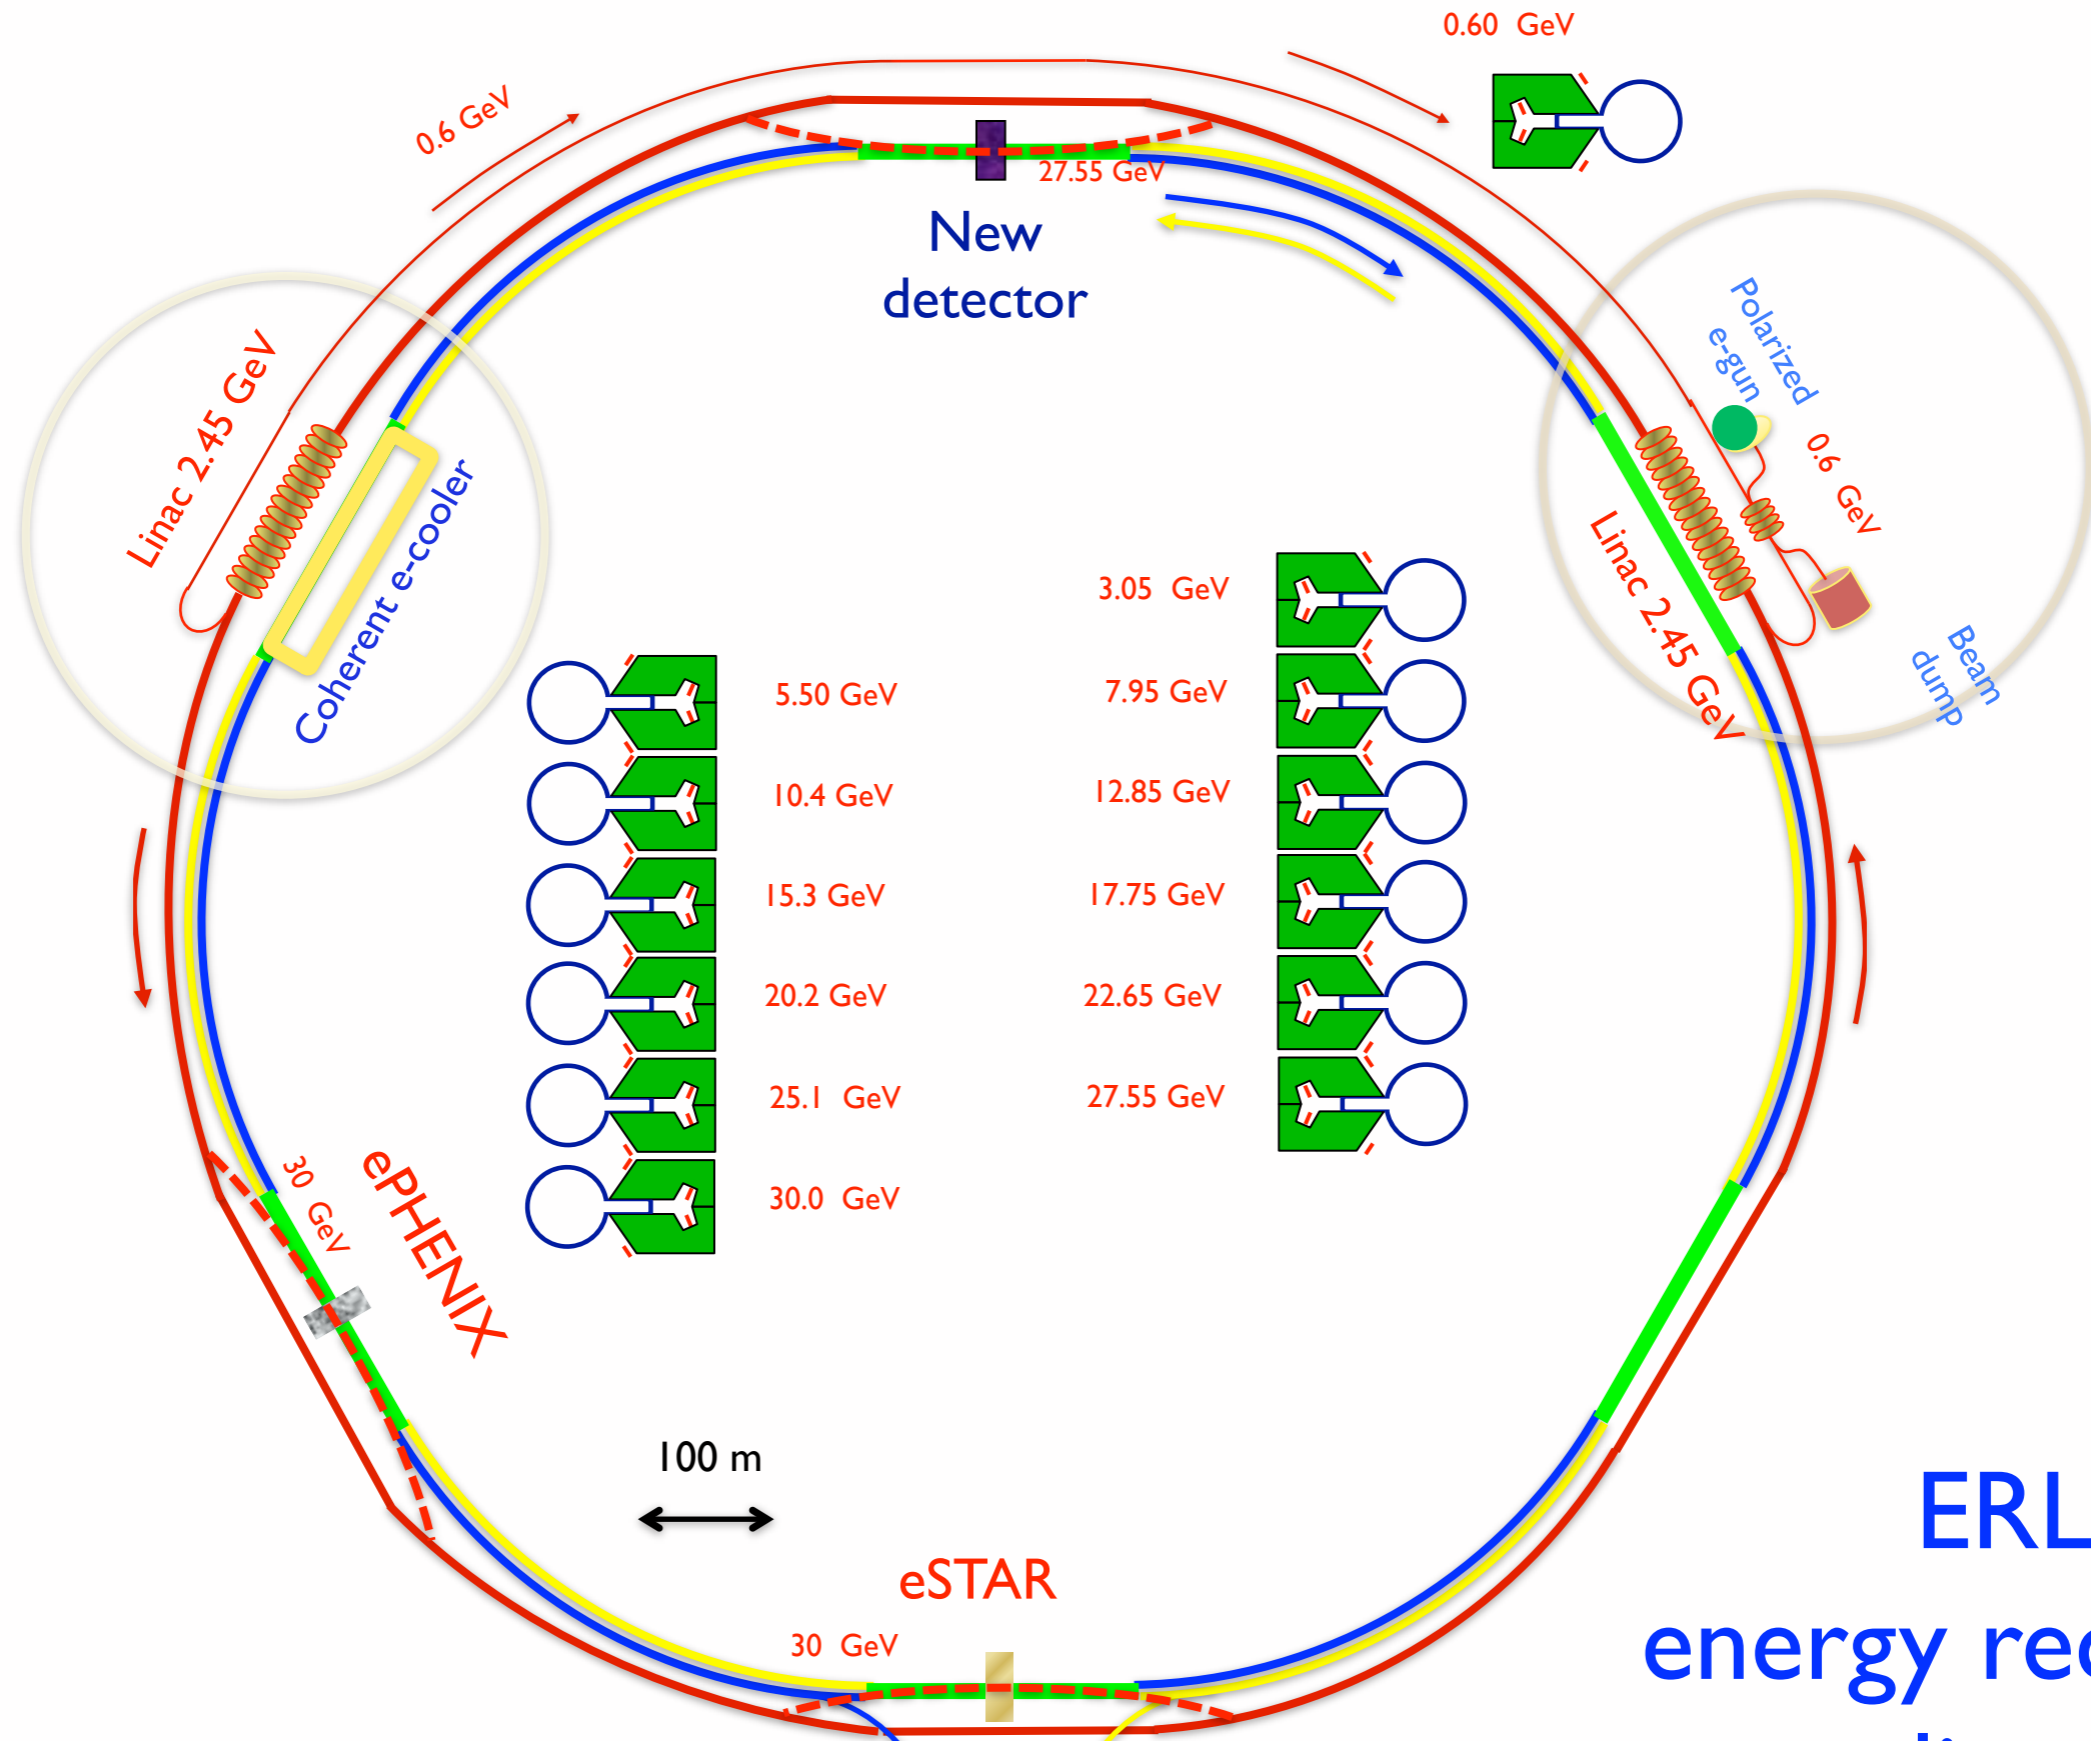 0.60 GeV
0.6 GeV
27.55 GeV
New
detector
Linac 2.45 GeV
Coherent e-cooler
Polarized
e-gun
0.6 GeV
Linac 2.45 GeV
Beam
dump
3.05 GeV
5.50 GeV
7.95 GeV
10.4 GeV
12.85 GeV
15.3 GeV
17.75 GeV
20.2 GeV
22.65 GeV
25.1 GeV
27.55 GeV
30.0 GeV
30 GeV
ePHENIX
100 m
eSTAR
30 GeV
ERL
energy